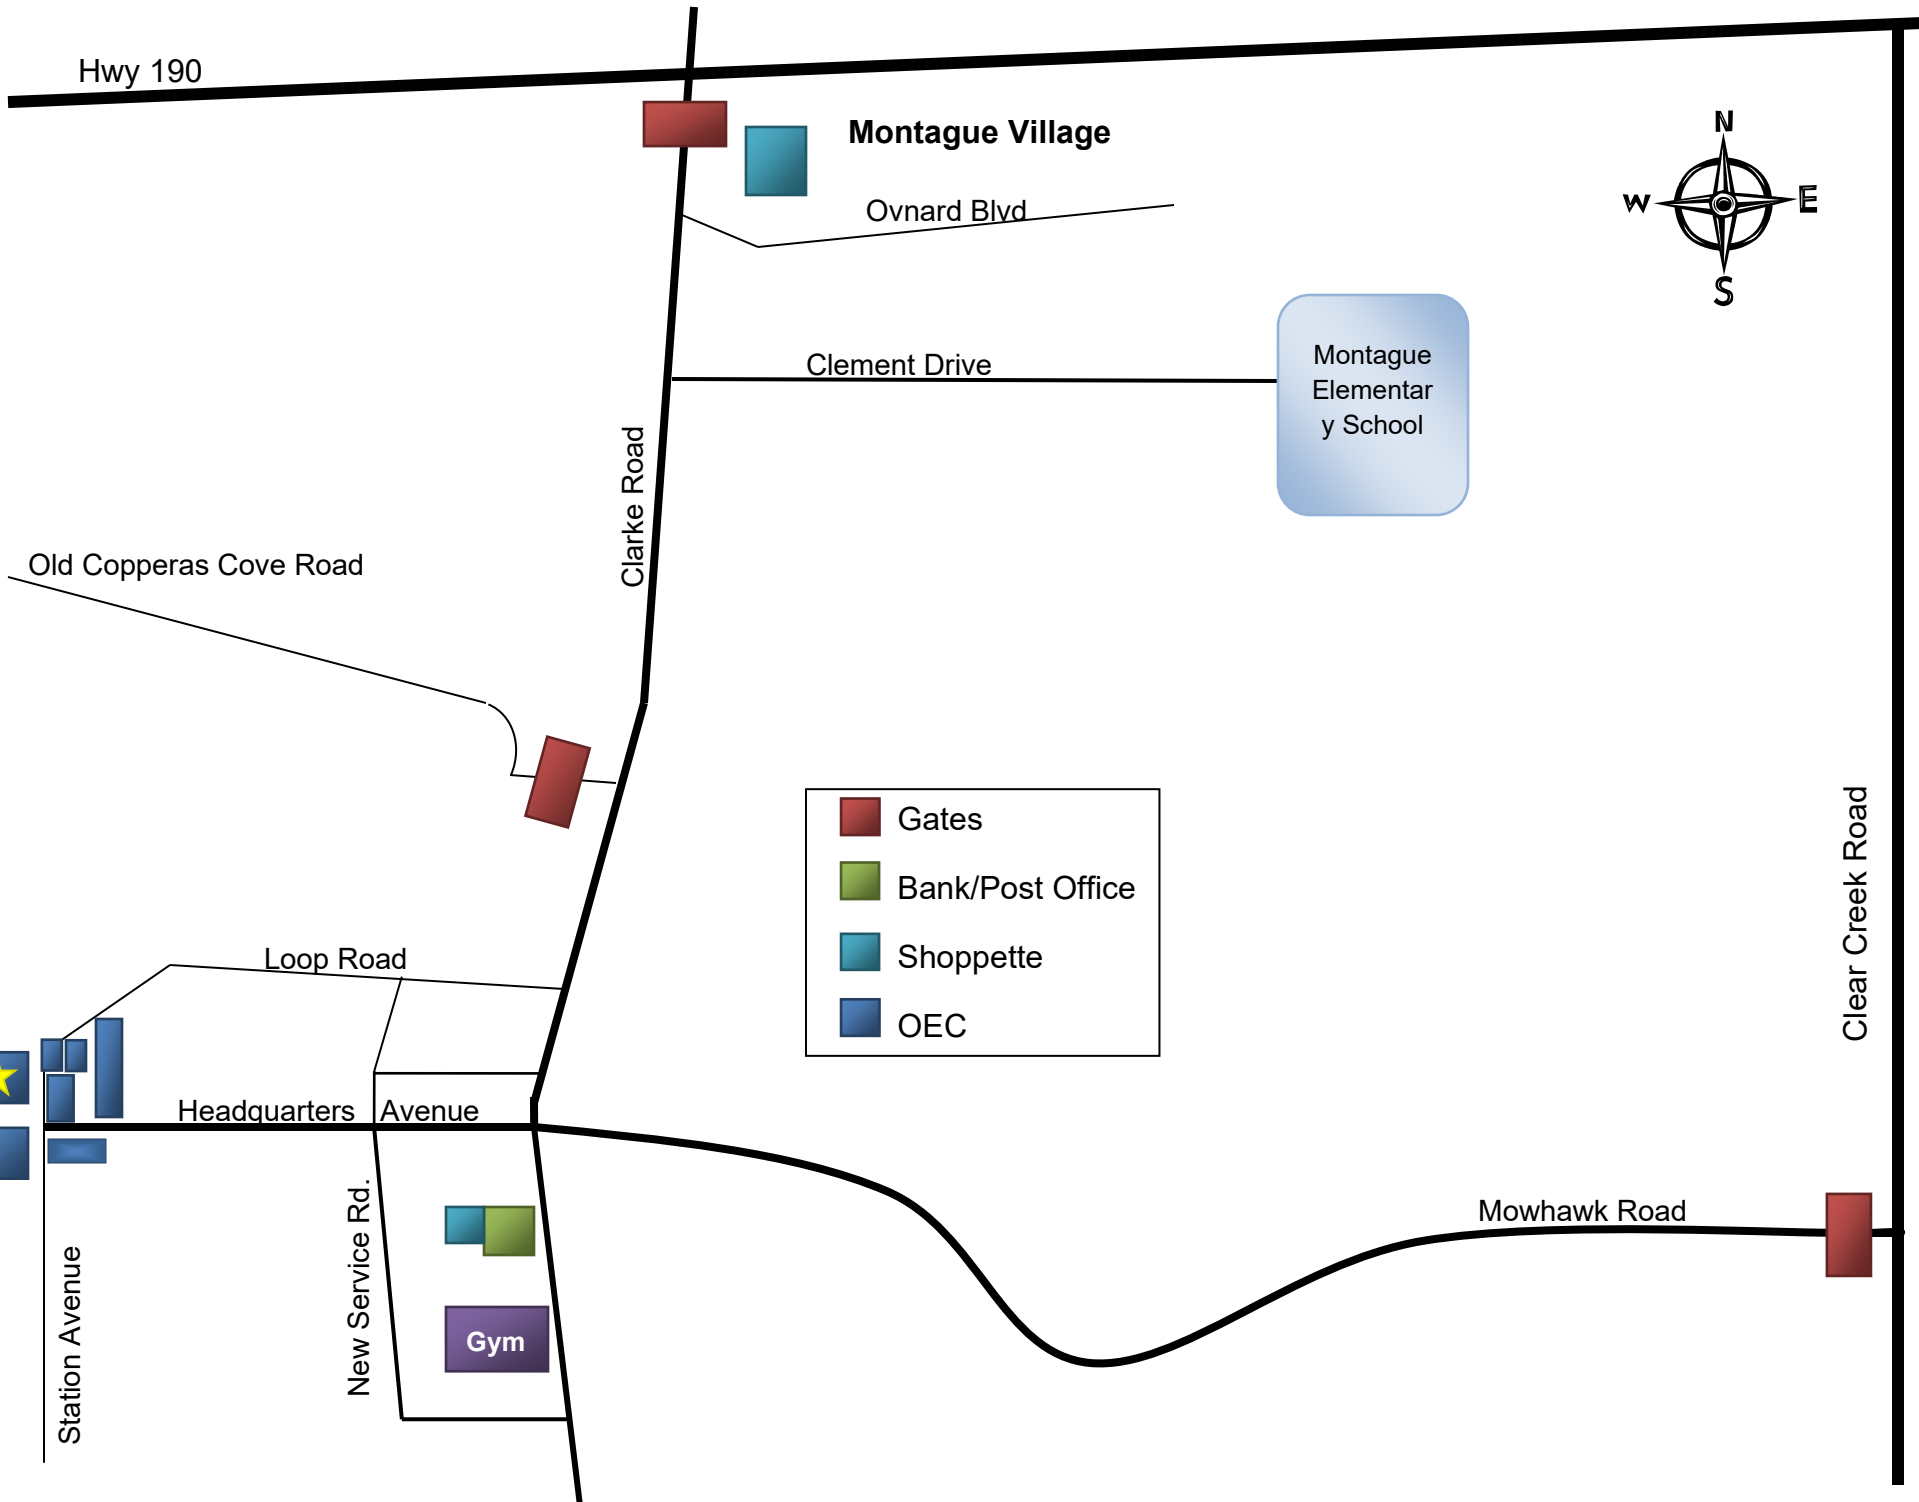 Hwy 190
N
Montague Village
W
E
Ovnard Blvd
S
Montague
Elementar
y School
Clement Drive
Clarke Road
Old Copperas Cove Road
Gates
Bank/Post Office
Shoppette
OEC
Clear Creek Road
Loop Road
Headquarters Avenue
New Service Rd.
Mowhawk Road
Station Avenue
Gym